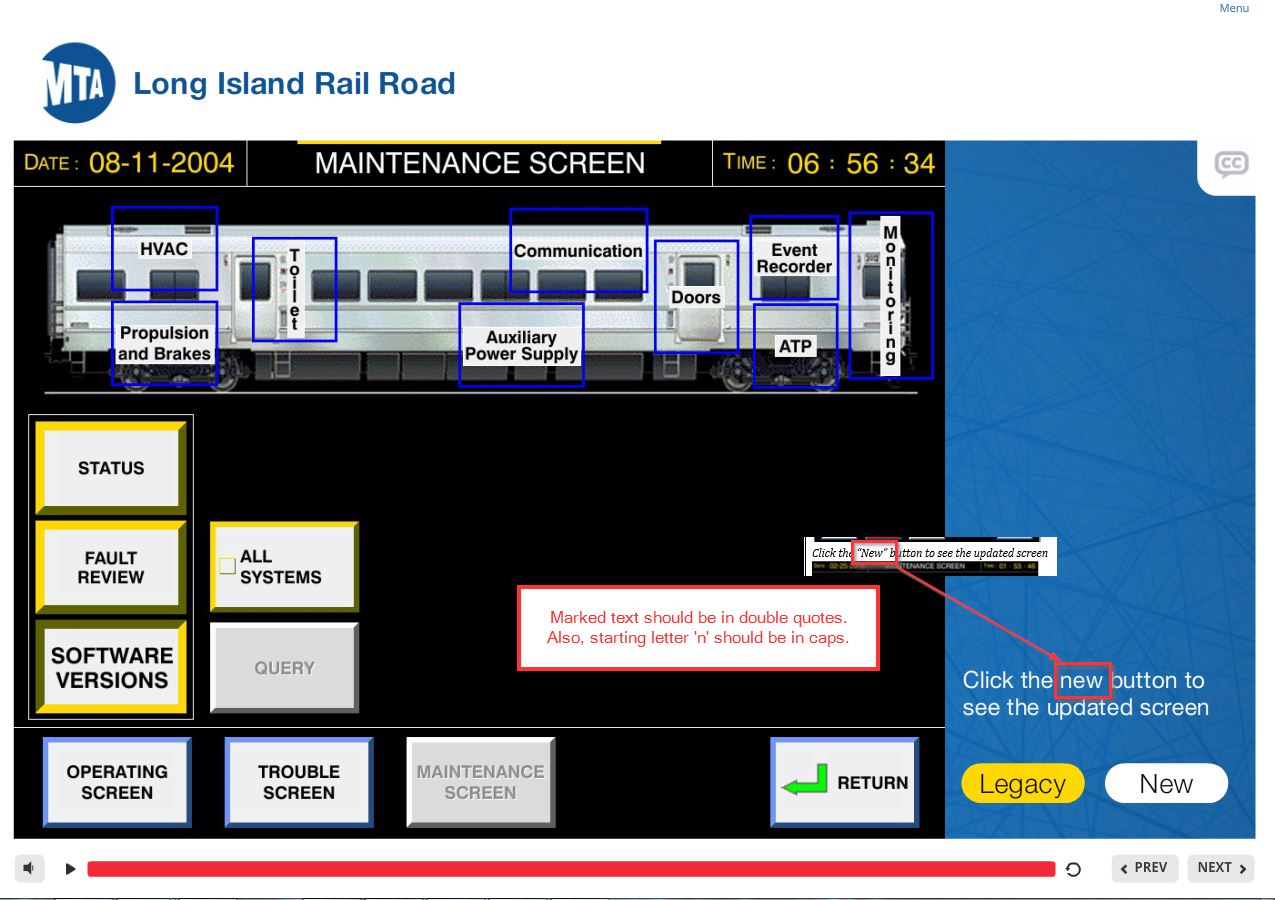 Menu
MTA Long Island Rail Road
DATE : 08-11-2004 MAINTENANCE SCREEN TIME : 06 : 56 : 34
CC
HVAC
Toilet
Communication
Doors
Event
Recorder
Monitoring
Propulsion
and Brakes
Auxiliary
Power Supply
ATP
STATUS
FAULT
REVIEW
ALL
SYSTEMS
SOFTWARE
VERSIONS
QUERY
Click the "New" button to see the updated screen
Date : 02-25- MAINTENANCE SCREEN Time : 01 : 53 : 46
Marked text should be in double quotes.
Also, starting letter 'n' should be in caps.
Click the new button to
see the updated screen
OPERATING
SCREEN
TROUBLE
SCREEN
MAINTENANCE
SCREEN
RETURN
Legacy New
PREV NEXT